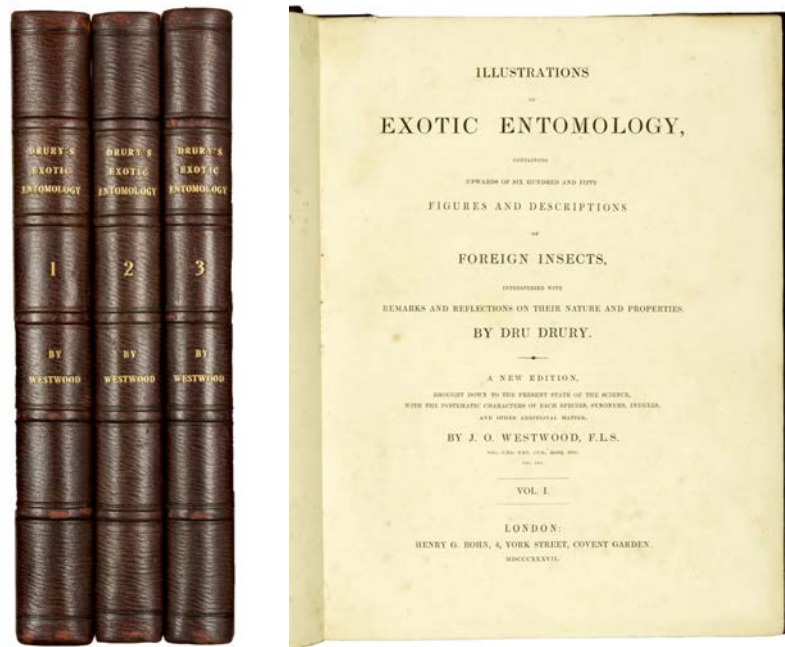 DRURY'S
EXOTIC
ENTOMOLOGY
1
BY
WESTWOOD
DRURY'S
EXOTIC
ENTOMOLOGY
2
BY
WESTWOOD
DRURY'S
EXOTIC
ENTOMOLOGY
3
BY
WESTWOOD
ILLUSTRATIONS
OF
EXOTIC ENTOMOLOGY,
CONTAINING
UPWARDS OF SIX HUNDRED AND FIFTY
FIGURES AND DESCRIPTIONS
OF
FOREIGN INSECTS,
INTERSPERSED WITH
REMARKS AND REFLECTIONS ON THEIR NATURE AND PROPERTIES.
BY DRU DRURY.
A NEW EDITION,
BROUGHT DOWN TO THE PRESENT STATE OF THE SCIENCE,
WITH THE SYSTEMATIC CHARACTERS OF EACH SPECIES, SYNONYMS, INDEXES,
AND OTHER ADDITIONAL MATTER,
BY J. O. WESTWOOD, F.L.S.
VOL. I.
LONDON:
HENRY G. BOHN, 4, YORK STREET, COVENT GARDEN.
MDCCCXXXVII.